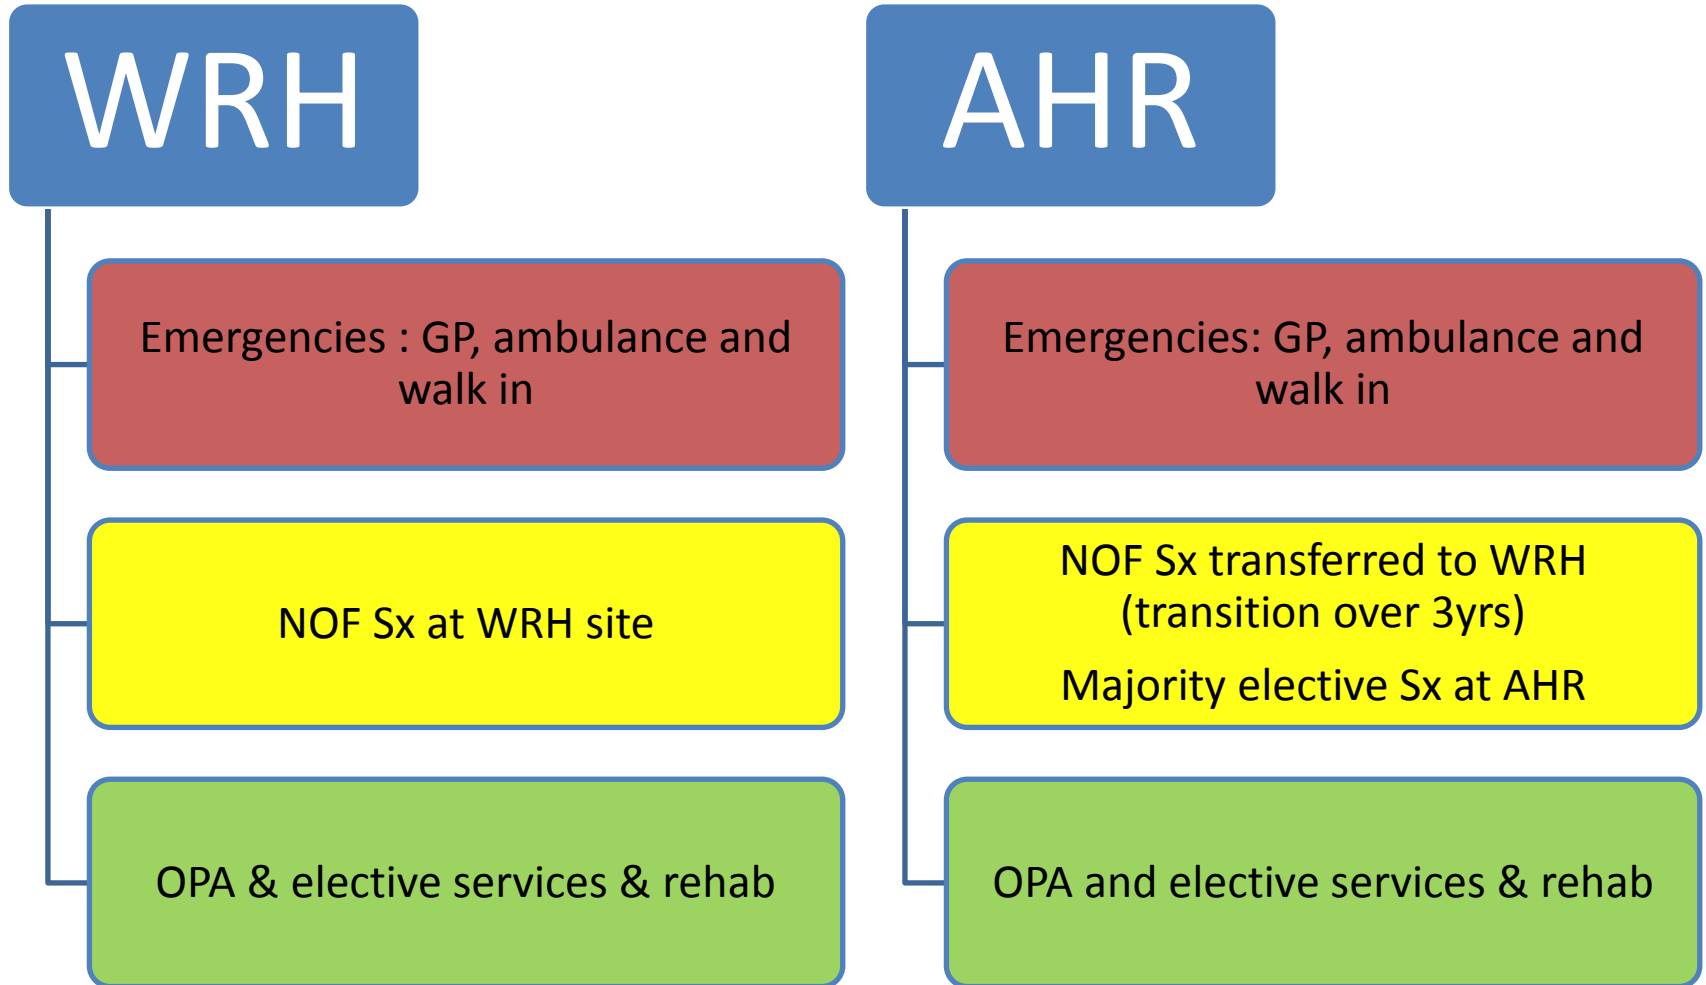 WRH
Emergencies : GP, ambulance and
walk in
NOF Sx at WRH site
OPA & elective services & rehab
AHR
Emergencies: GP, ambulance and
walk in
NOF Sx transferred to WRH
(transition over 3yrs)
Majority elective Sx at AHR
OPA and elective services & rehab